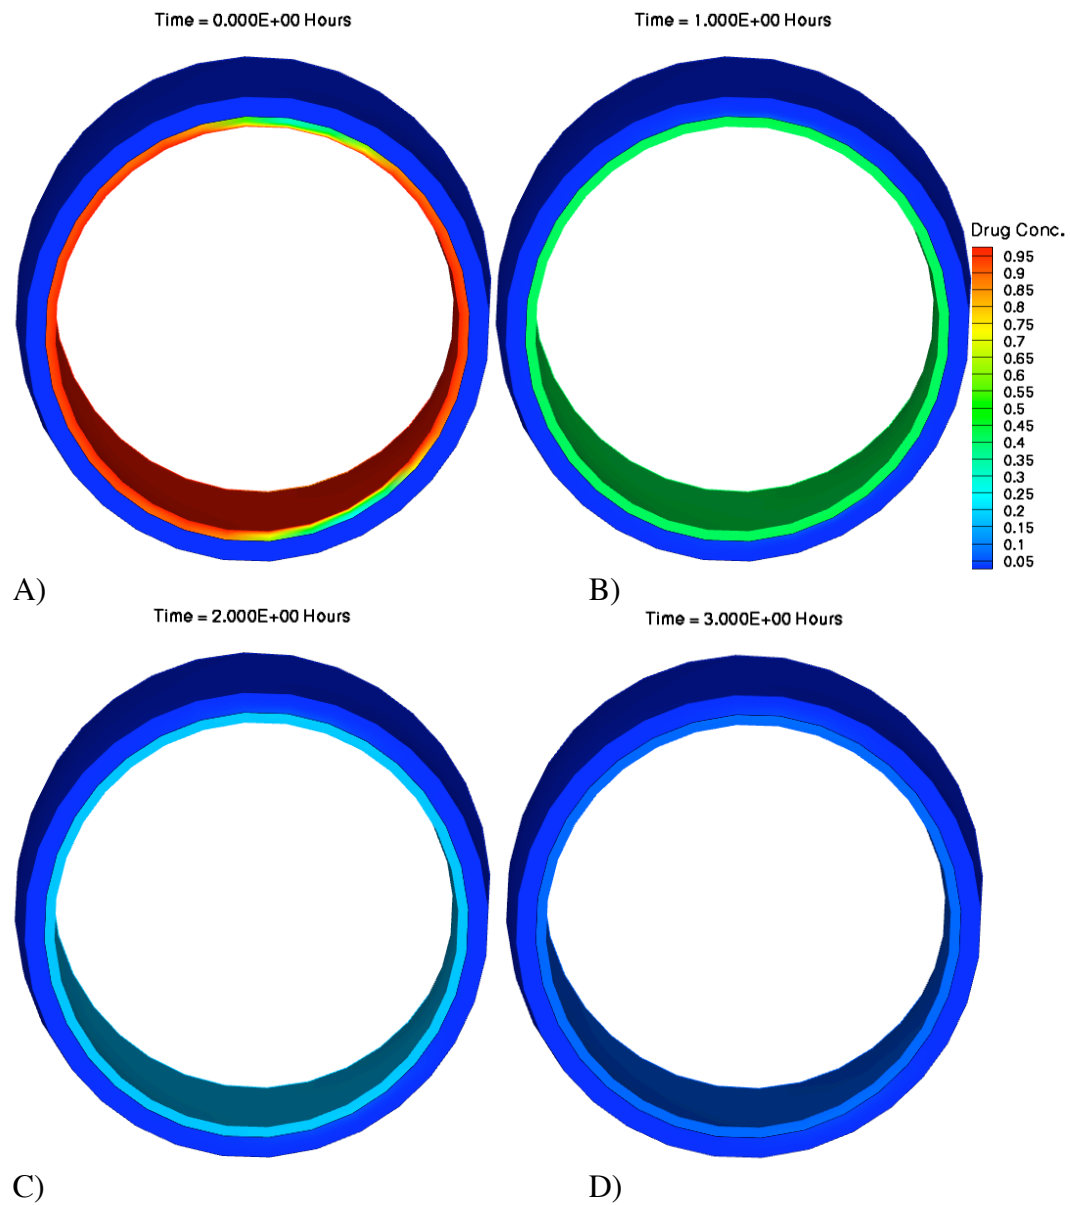 Time = 0.000E+00 Hours
Time = 1.000E+00 Hours
Drug Conc.
0.95
0.9
0.85
0.8
0.75
0.7
0.65
0.6
0.55
0.5
0.45
0.4
0.35
0.3
0.25
0.2
0.15
0.1
0.05
A)
B)
Time = 2.000E+00 Hours
Time = 3.000E+00 Hours
C)
D)